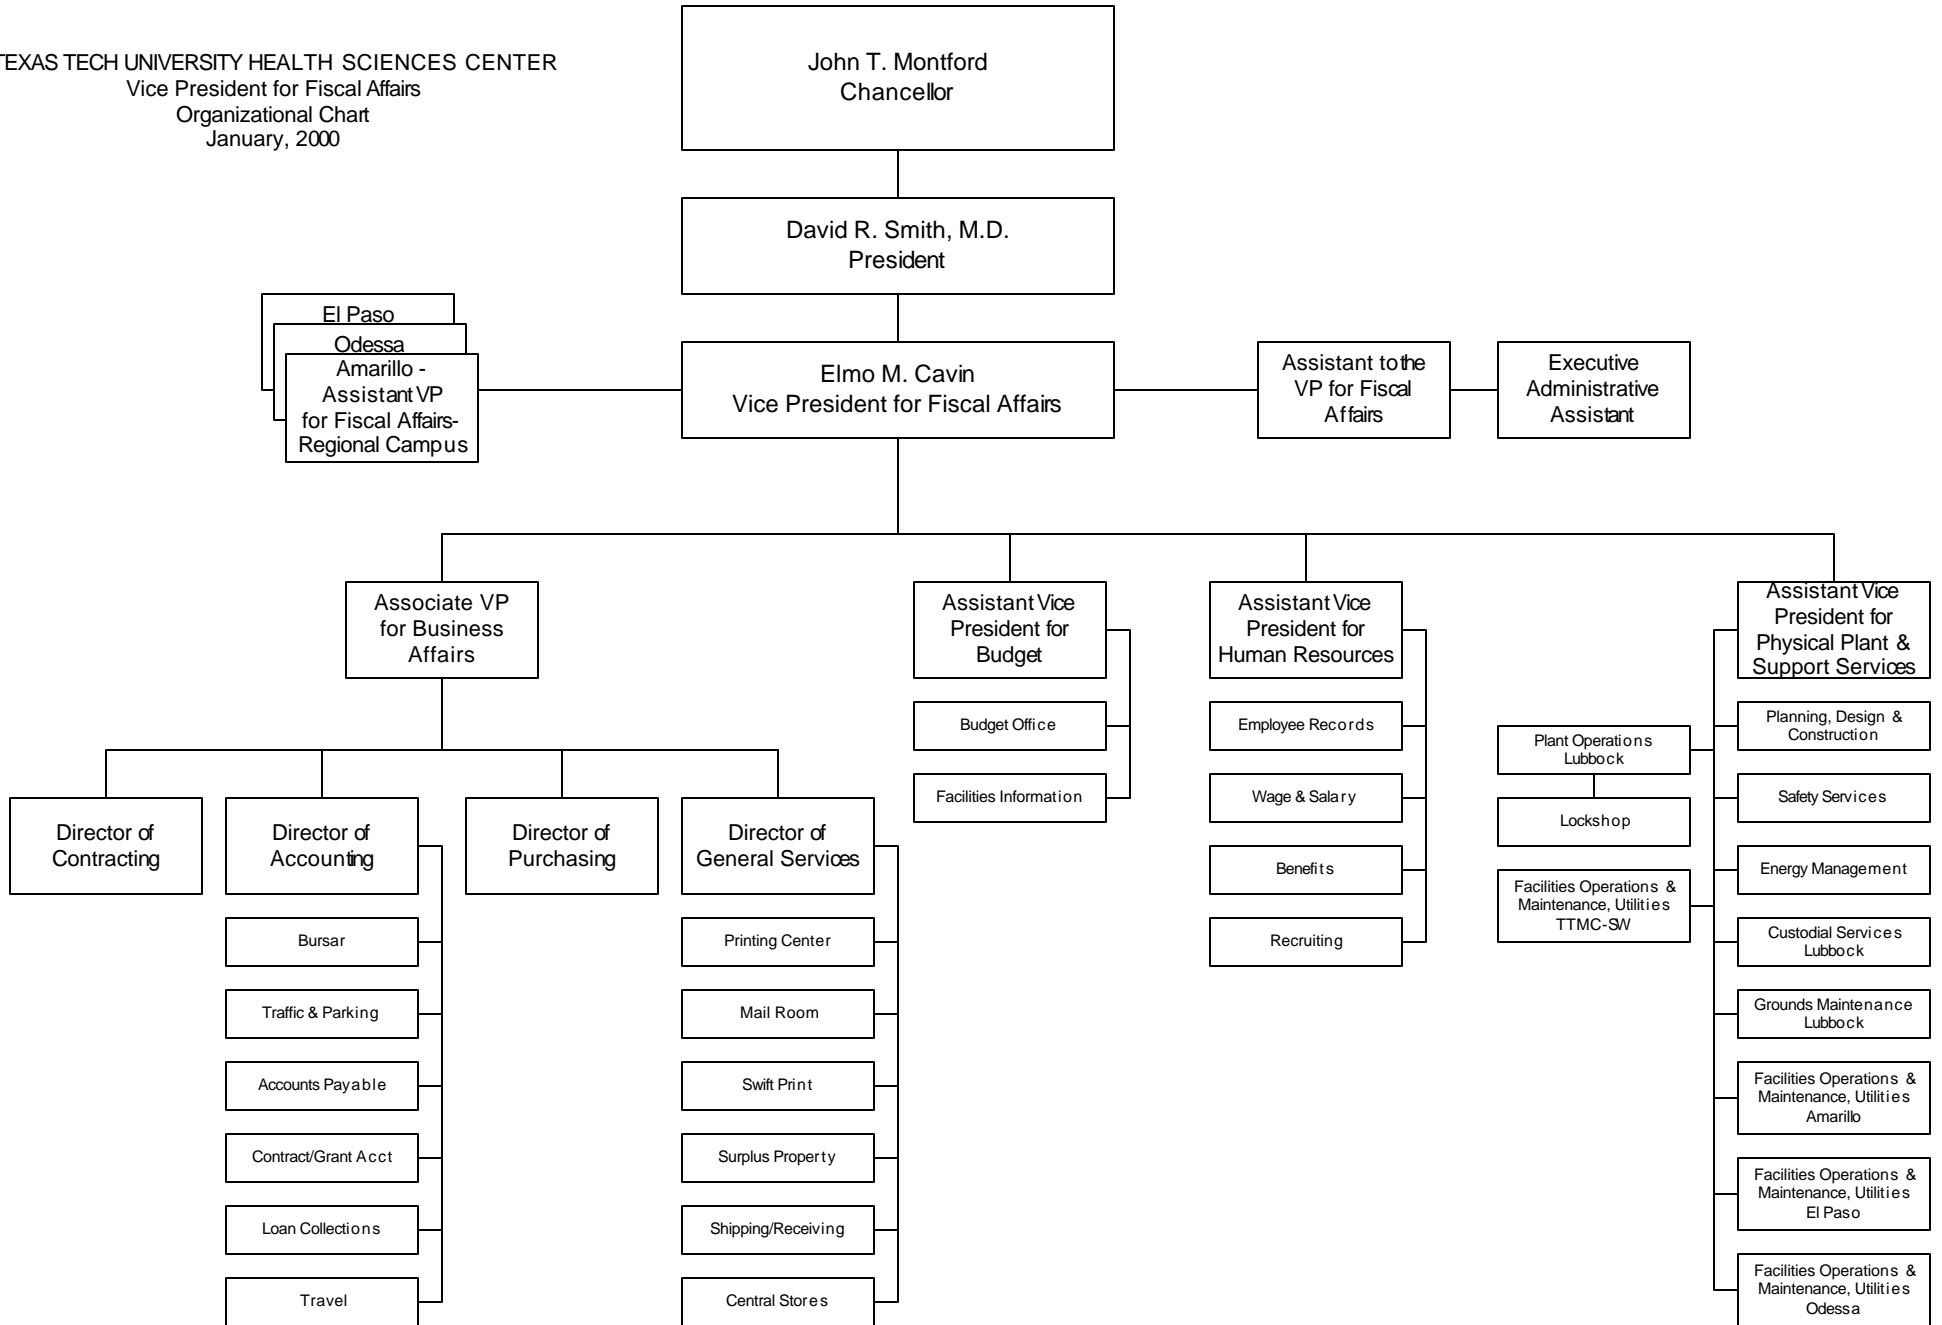 TEXAS TECH UNIVERSITY HEALTH SCIENCES CENTER
Vice President for Fiscal Affairs
Organizational Chart
January, 2000
John T. Montford
Chancellor
David R. Smith, M.D.
President
El Paso
Odessa
Amarillo -
Assistant VP
for Fiscal Affairs-
Regional Campus
Elmo M. Cavin
Vice President for Fiscal Affairs
Assistant to the
VP for Fiscal
Affairs
Executive
Administrative
Assistant
Associate VP
for Business
Affairs
Assistant Vice
President for
Budget
Assistant Vice
President for
Human Resources
Assistant Vice
President for
Physical Plant &
Support Services
Director of
Contracting
Director of
Accounting
Director of
Purchasing
Director of
General Services
Bursar
Traffic & Parking
Accounts Payable
Contract/Grant Acct
Loan Collections
Travel
Printing Center
Mail Room
Swift Print
Surplus Property
Shipping/Receiving
Central Stores
Budget Office
Facilities Information
Employee Records
Wage & Salary
Benefits
Recruiting
Plant Operations
Lubbock
Lockshop
Facilities Operations &
Maintenance, Utilities
TTMC-SW
Planning, Design &
Construction
Safety Services
Energy Management
Custodial Services
Lubbock
Grounds Maintenance
Lubbock
Facilities Operations &
Maintenance, Utilities
Amarillo
Facilities Operations &
Maintenance, Utilities
El Paso
Facilities Operations &
Maintenance, Utilities
Odessa